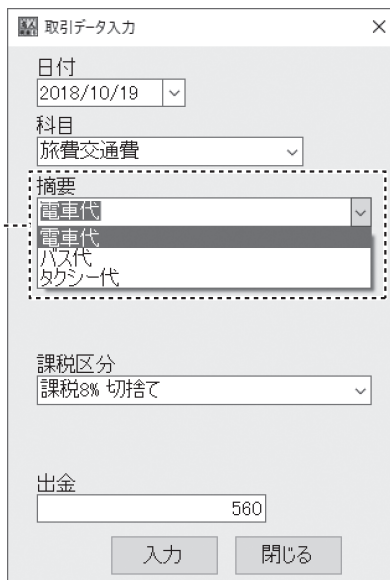 取引データ入力
日付
2018/10/19
科目
旅費交通費
摘要
電車代
電車代
バス代
タクシー代
課税区分
課税8% 切捨て
出金
560
入力 閉じる